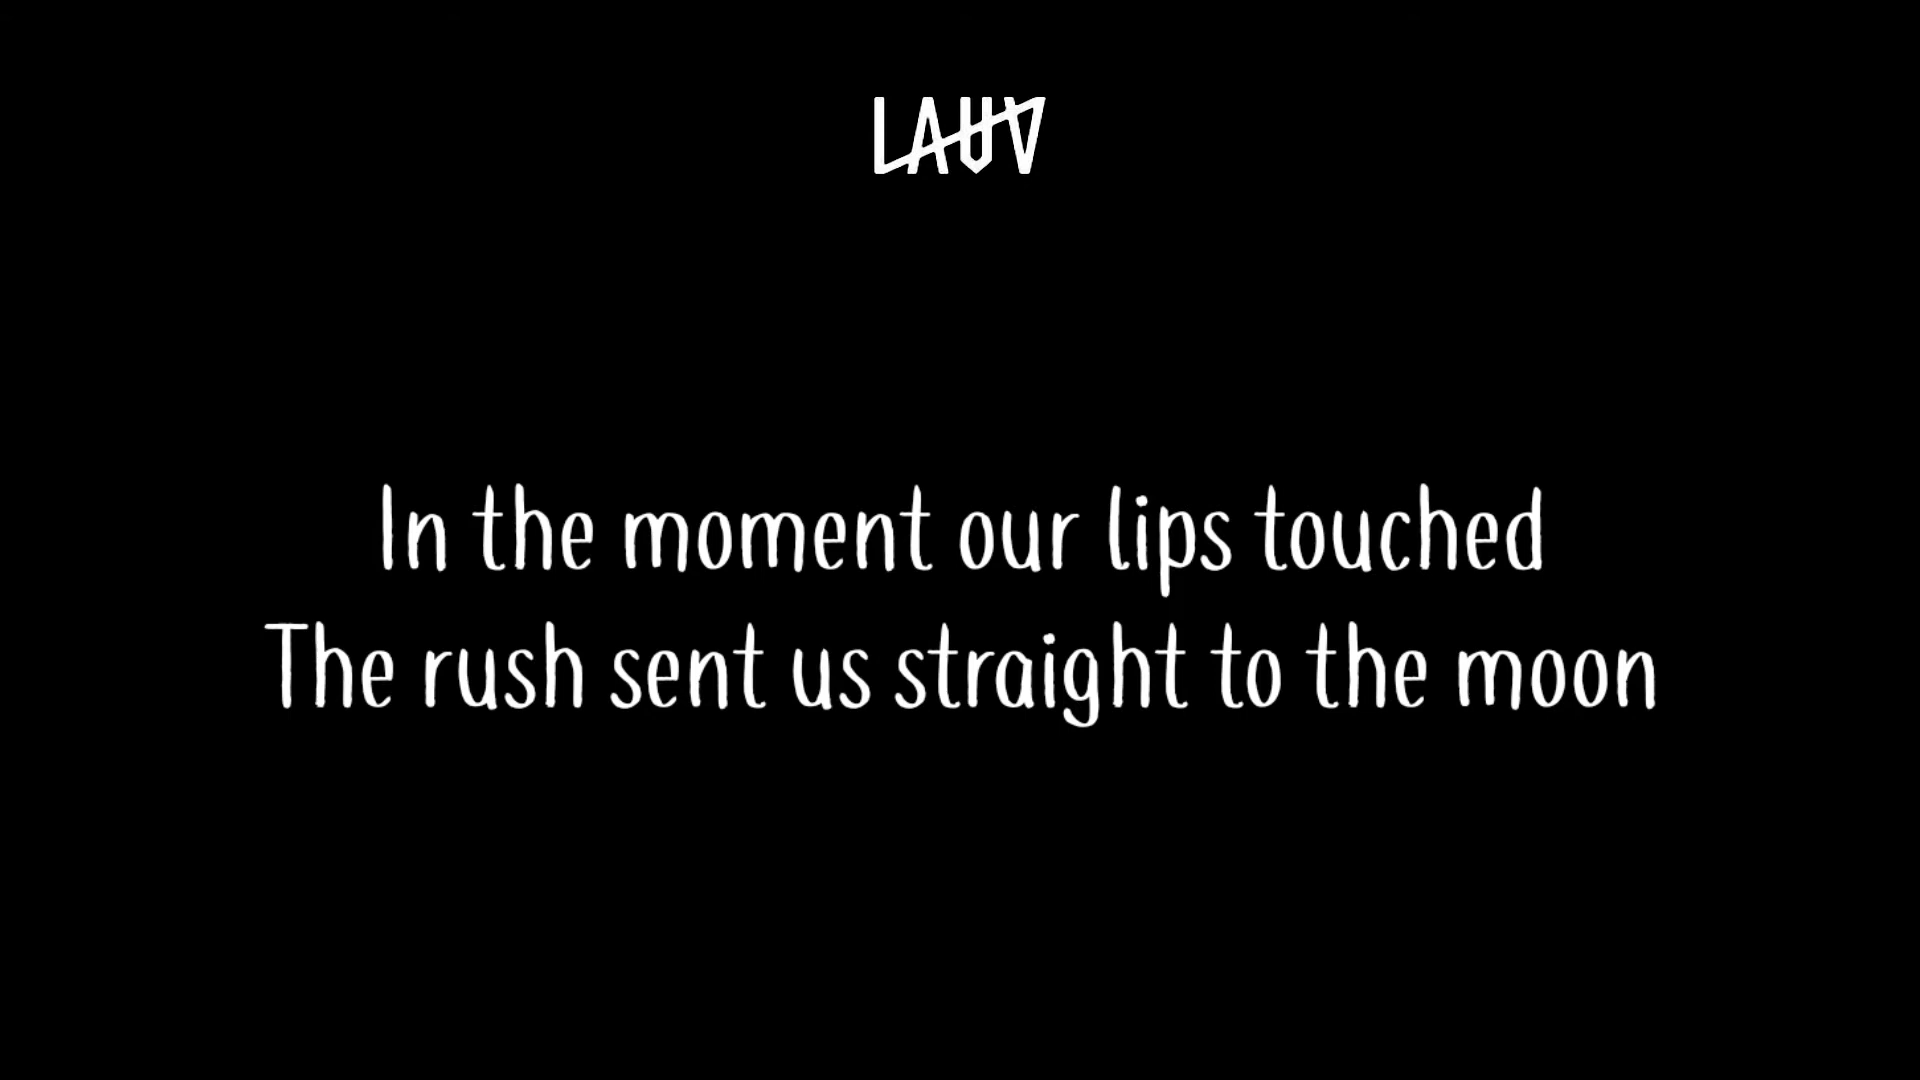 LAUV
In the moment our lips touched
The rush sent us straight to the moon